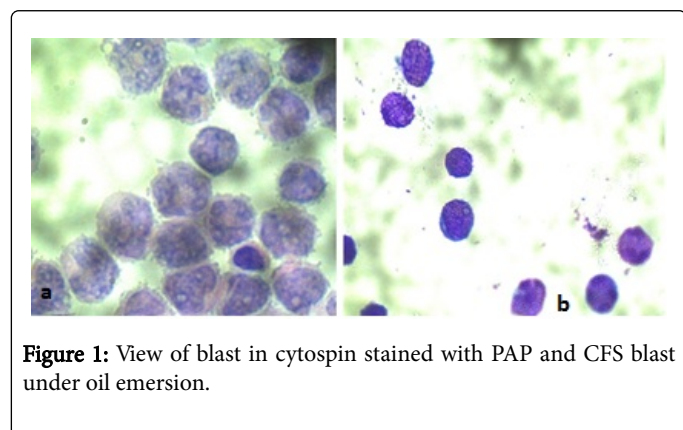 a
b
Figure 1: View of blast in cytospin stained with PAP and CFS blast
under oil emersion.